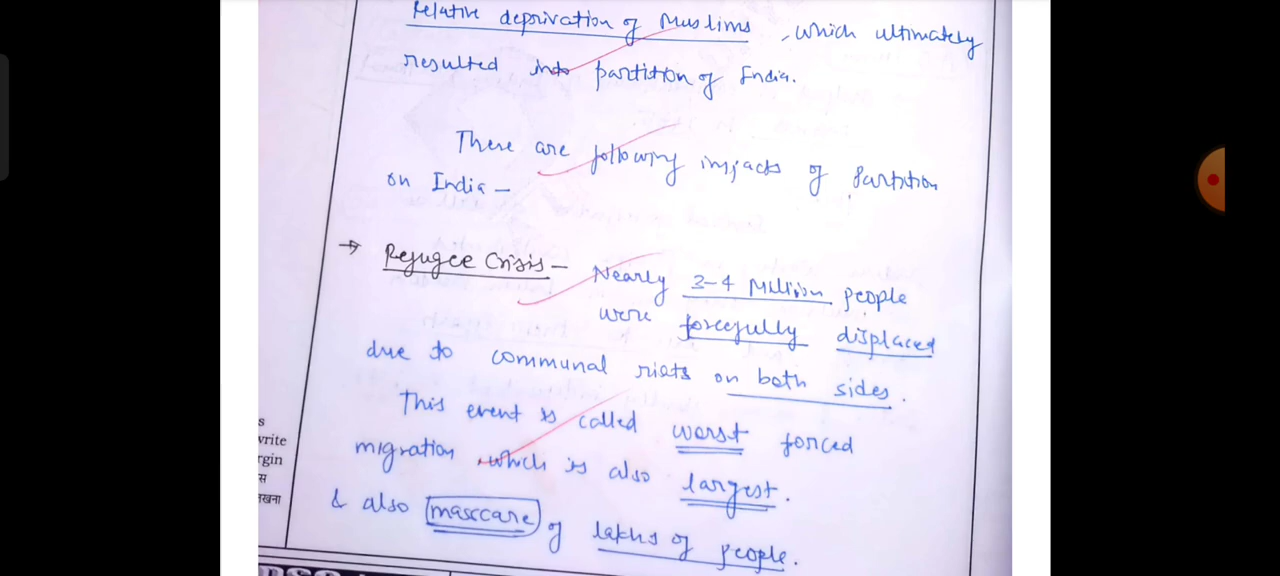 Relative deprivation of Muslims, which ultimately
resulted into partition of India.
There are following impacts of Partition
on India –
→ Refugee Crisis – Nearly 3-4 Million people
were forcefully displaced
due to communal riots on both sides.
This event is called worst forced
migration which is also largest.
& also masccare of lakhs of people.
s
write
rgin
स
खना